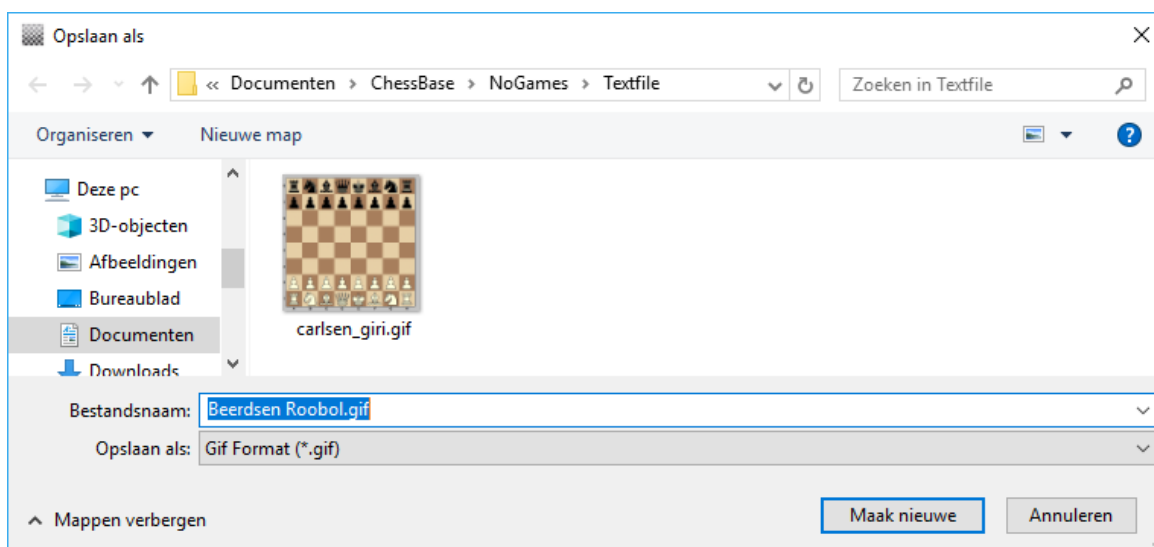 Opslaan als
« Documenten > ChessBase > NoGames > Textfile
Zoeken in Textfile
Organiseren
Nieuwe map
Deze pc
3D-objecten
Afbeeldingen
Bureaublad
Documenten
Downloads
carlsen_giri.gif
Bestandsnaam: Beerdsen Roobol.gif
Opslaan als: Gif Format (*.gif)
Mappen verbergen
Maak nieuwe
Annuleren